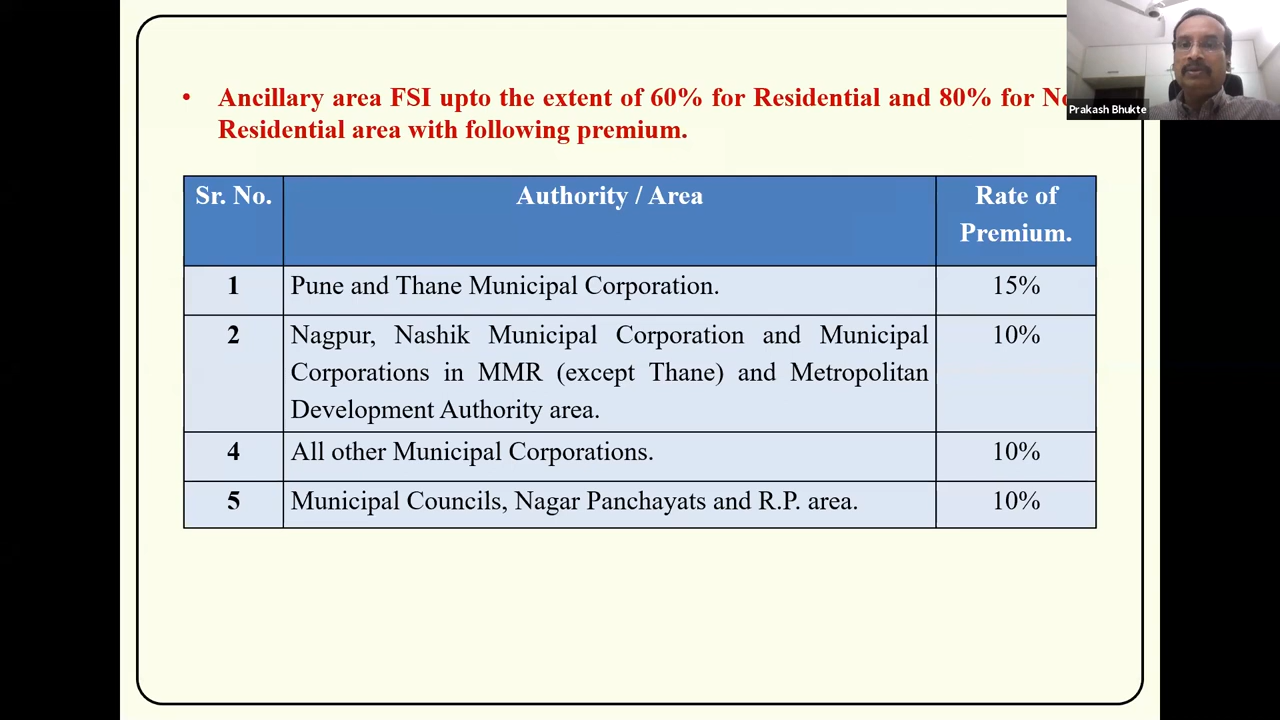 • Ancillary area FSI upto the extent of 60% for Residential and 80% for
Residential area with following premium.
Prakash Bhukte
Sr. No. Authority / Area Rate of
Premium.
1 Pune and Thane Municipal Corporation. 15%
2 Nagpur, Nashik Municipal Corporation and Municipal 10%
Corporations in MMR (except Thane) and Metropolitan
Development Authority area.
4 All other Municipal Corporations. 10%
5 Municipal Councils, Nagar Panchayats and R.P. area. 10%